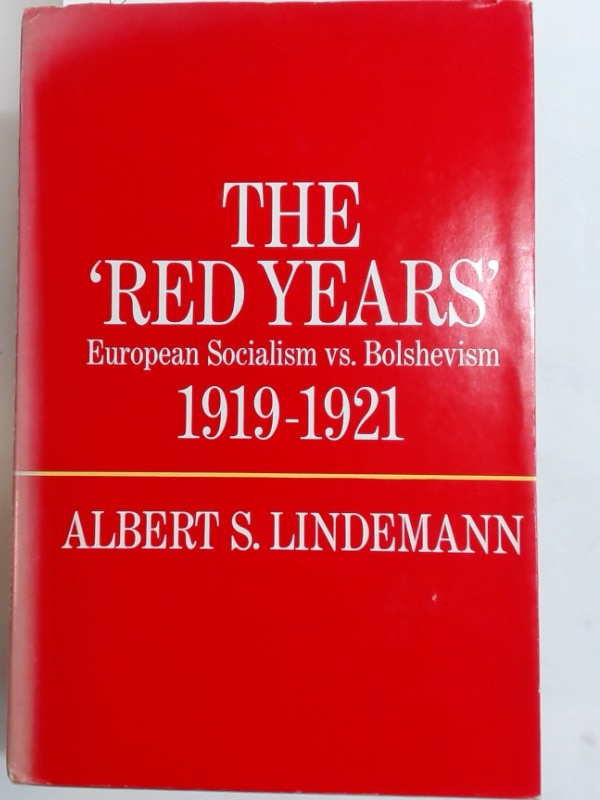 THE
‘RED YEARS’
European Socialism vs. Bolshevism
1919-1921
ALBERT S. LINDEMANN